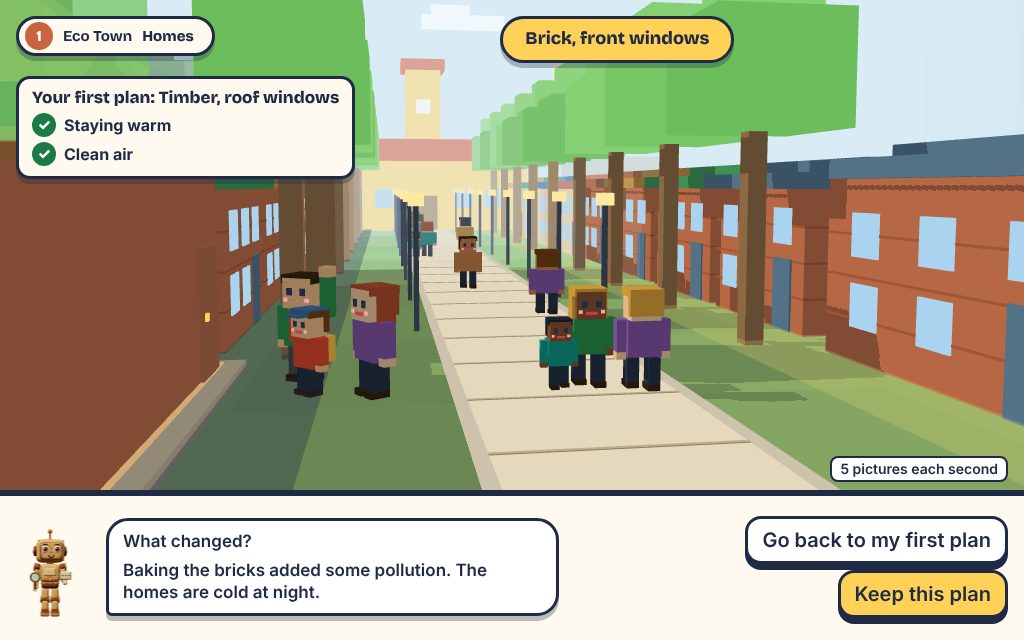 1 Eco Town Homes
Brick, front windows
Your first plan: Timber, roof windows
Staying warm
Clean air
5 pictures each second
What changed?
Baking the bricks added some pollution. The
homes are cold at night.
Go back to my first plan
Keep this plan